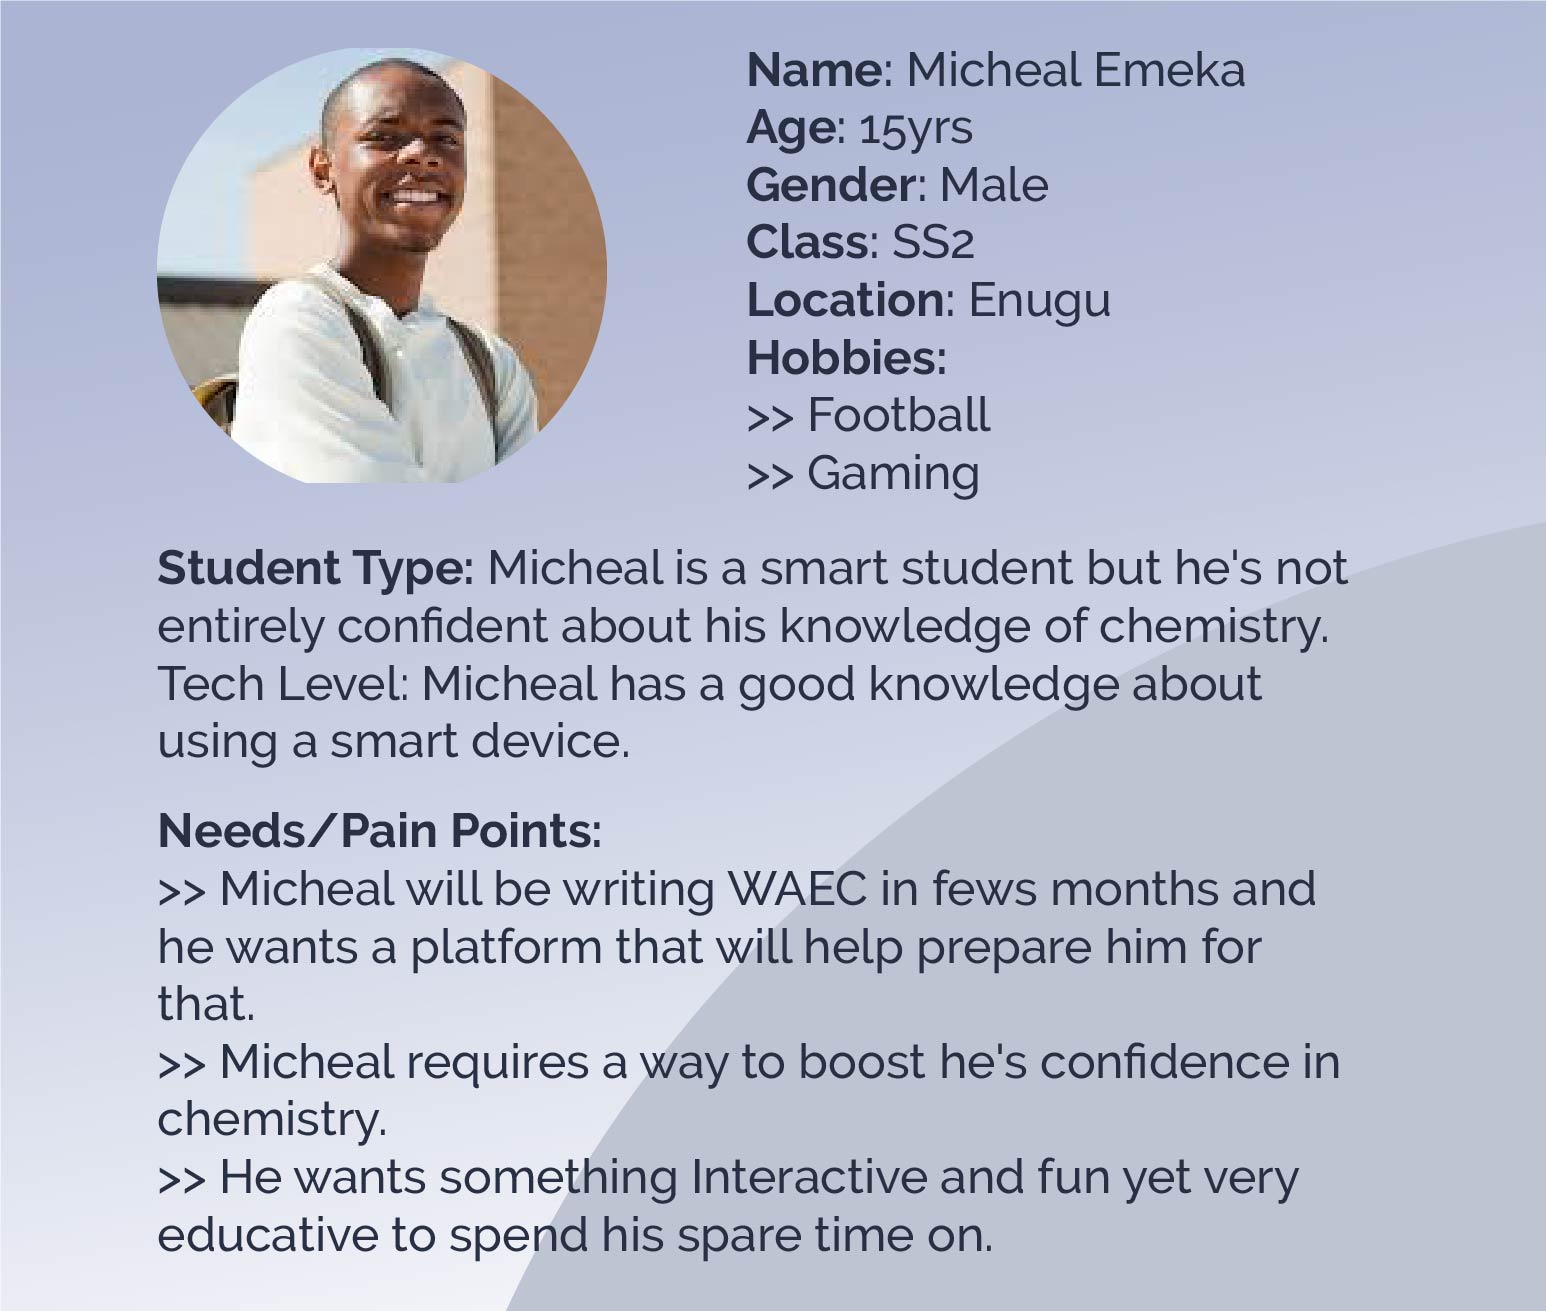 Name: Micheal Emeka
Age: 15yrs
Gender: Male
Class: SS2
Location: Enugu
Hobbies:
>> Football
>> Gaming
Student Type: Micheal is a smart student but he's not
entirely confident about his knowledge of chemistry.
Tech Level: Micheal has a good knowledge about
using a smart device.
Needs/Pain Points:
>> Micheal will be writing WAEC in fews months and
he wants a platform that will help prepare him for
that.
>> Micheal requires a way to boost he's confidence in
chemistry.
>> He wants something Interactive and fun yet very
educative to spend his spare time on.